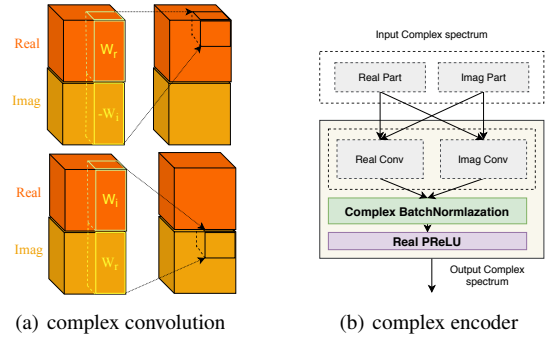 Real
W_r
Imag
-W_i
Real
W_i
Imag
W_r
(a) complex convolution
Input Complex spectrum
Real Part
Imag Part
Real Conv
Imag Conv
Complex BatchNormlazation
Real PReLU
Output Complex
spectrum
(b) complex encoder